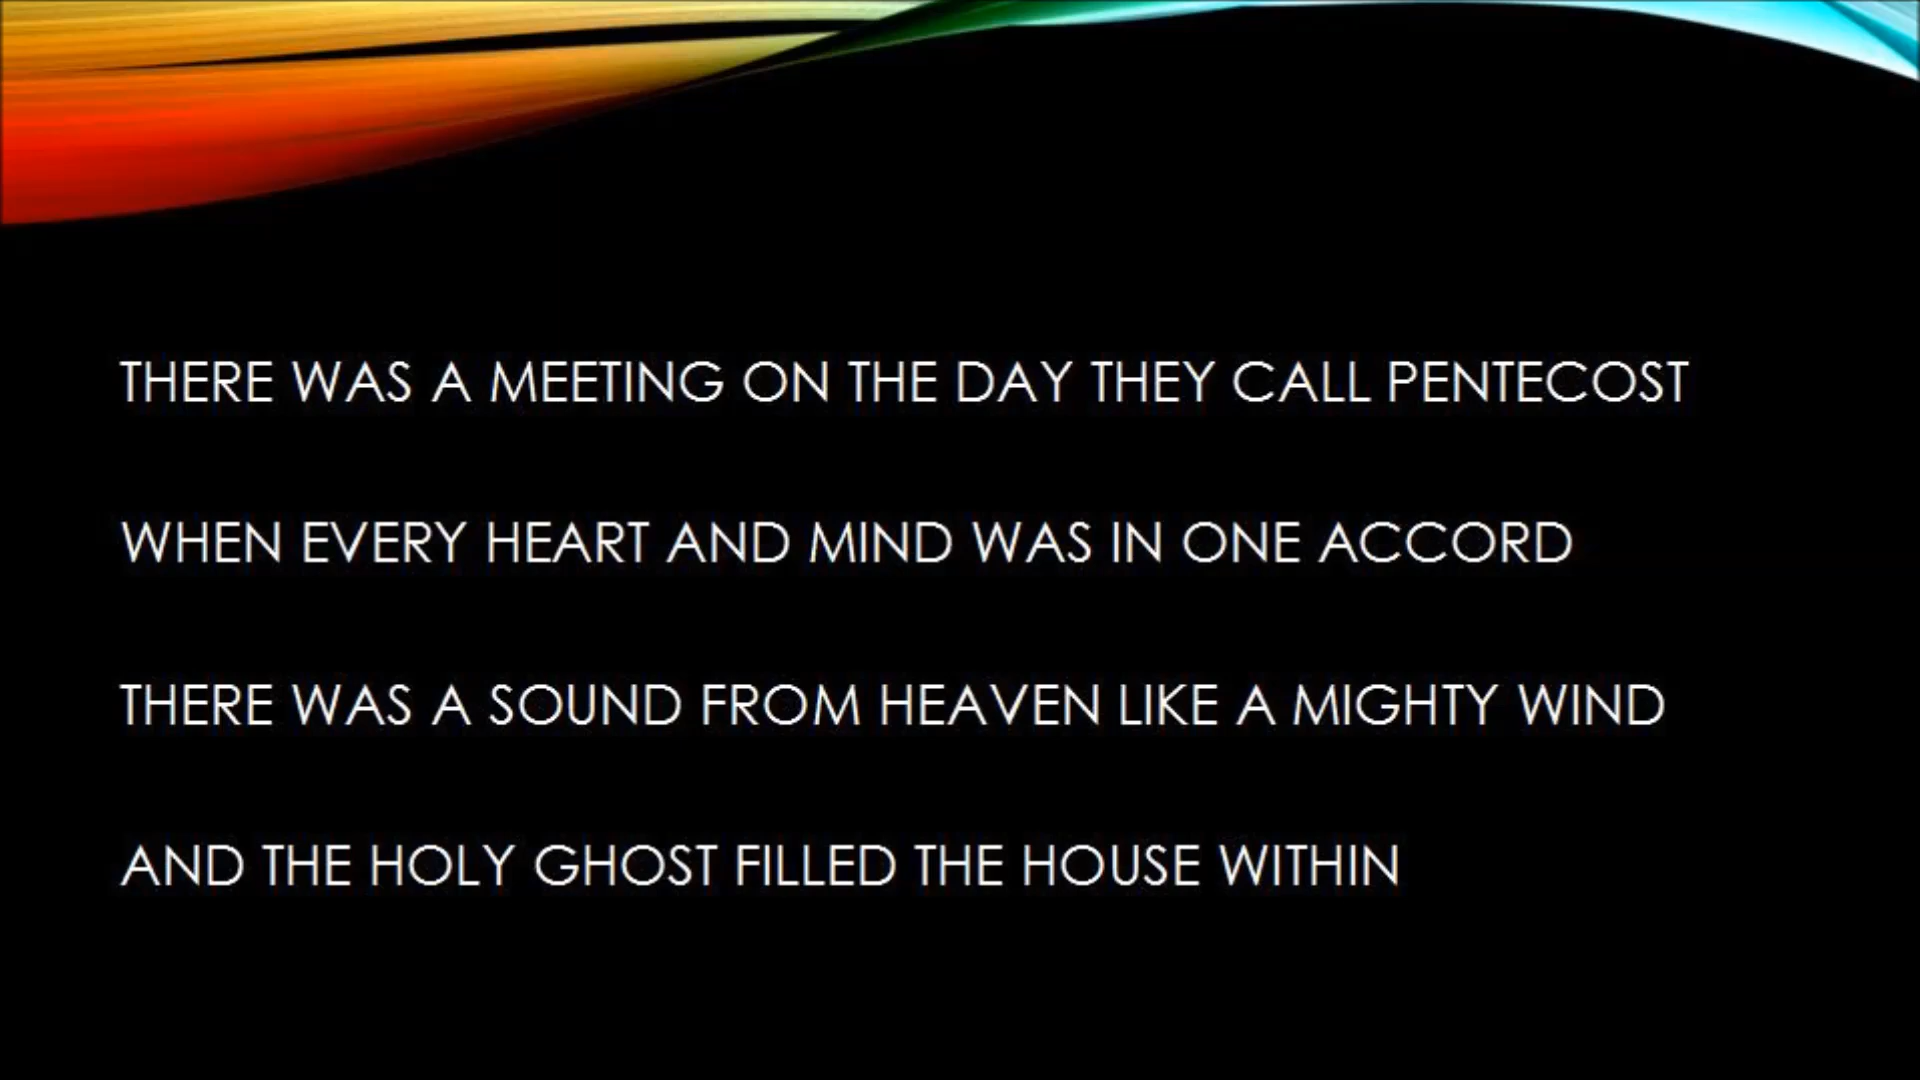 THERE WAS A MEETING ON THE DAY THEY CALL PENTECOST
WHEN EVERY HEART AND MIND WAS IN ONE ACCORD
THERE WAS A SOUND FROM HEAVEN LIKE A MIGHTY WIND
AND THE HOLY GHOST FILLED THE HOUSE WITHIN